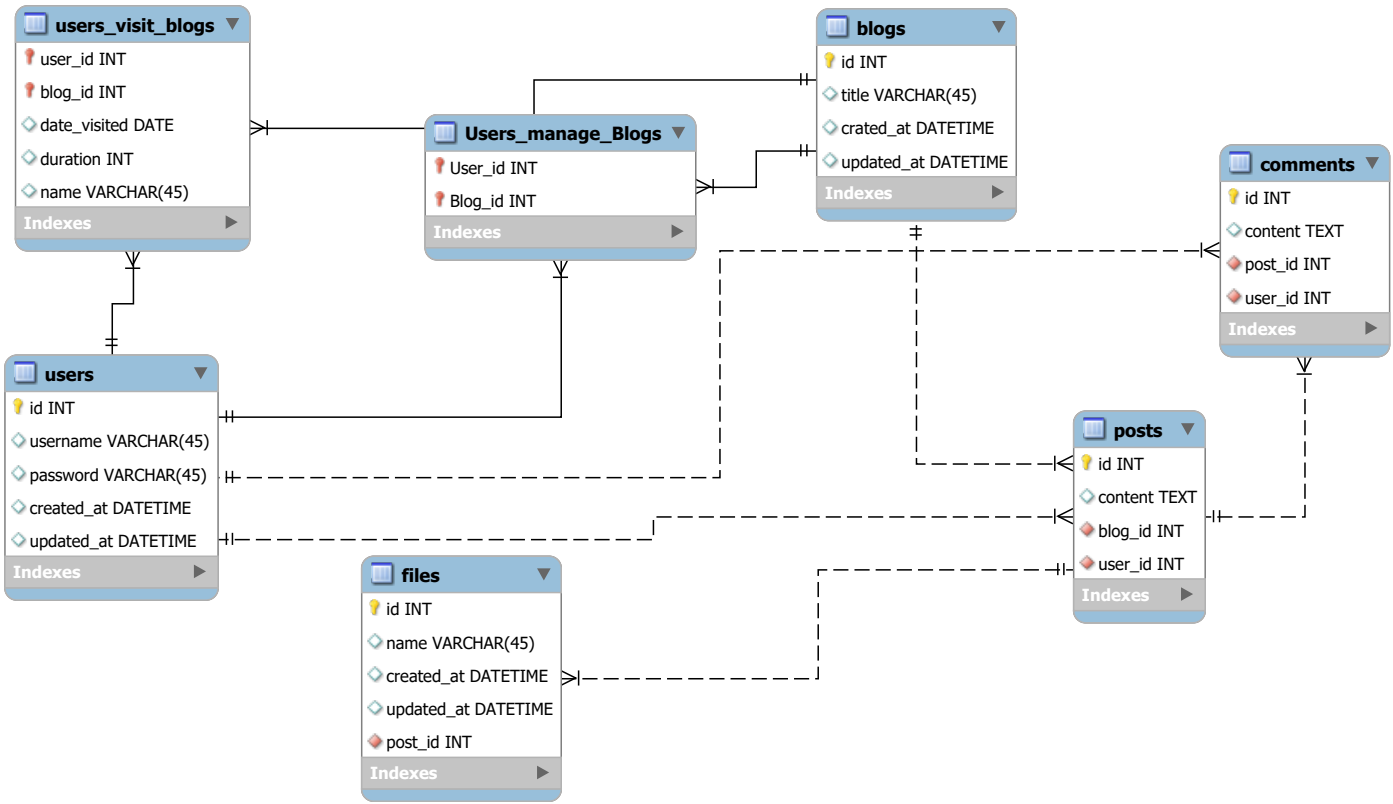 users_visit_blogs
user_id INT
blog_id INT
date_visited DATE
duration INT
name VARCHAR(45)
Indexes
Users_manage_Blogs
User_id INT
Blog_id INT
Indexes
blogs
id INT
title VARCHAR(45)
crated_at DATETIME
updated_at DATETIME
Indexes
comments
id INT
content TEXT
post_id INT
user_id INT
Indexes
users
id INT
username VARCHAR(45)
password VARCHAR(45)
created_at DATETIME
updated_at DATETIME
Indexes
files
id INT
name VARCHAR(45)
created_at DATETIME
updated_at DATETIME
post_id INT
Indexes
posts
id INT
content TEXT
blog_id INT
user_id INT
Indexes